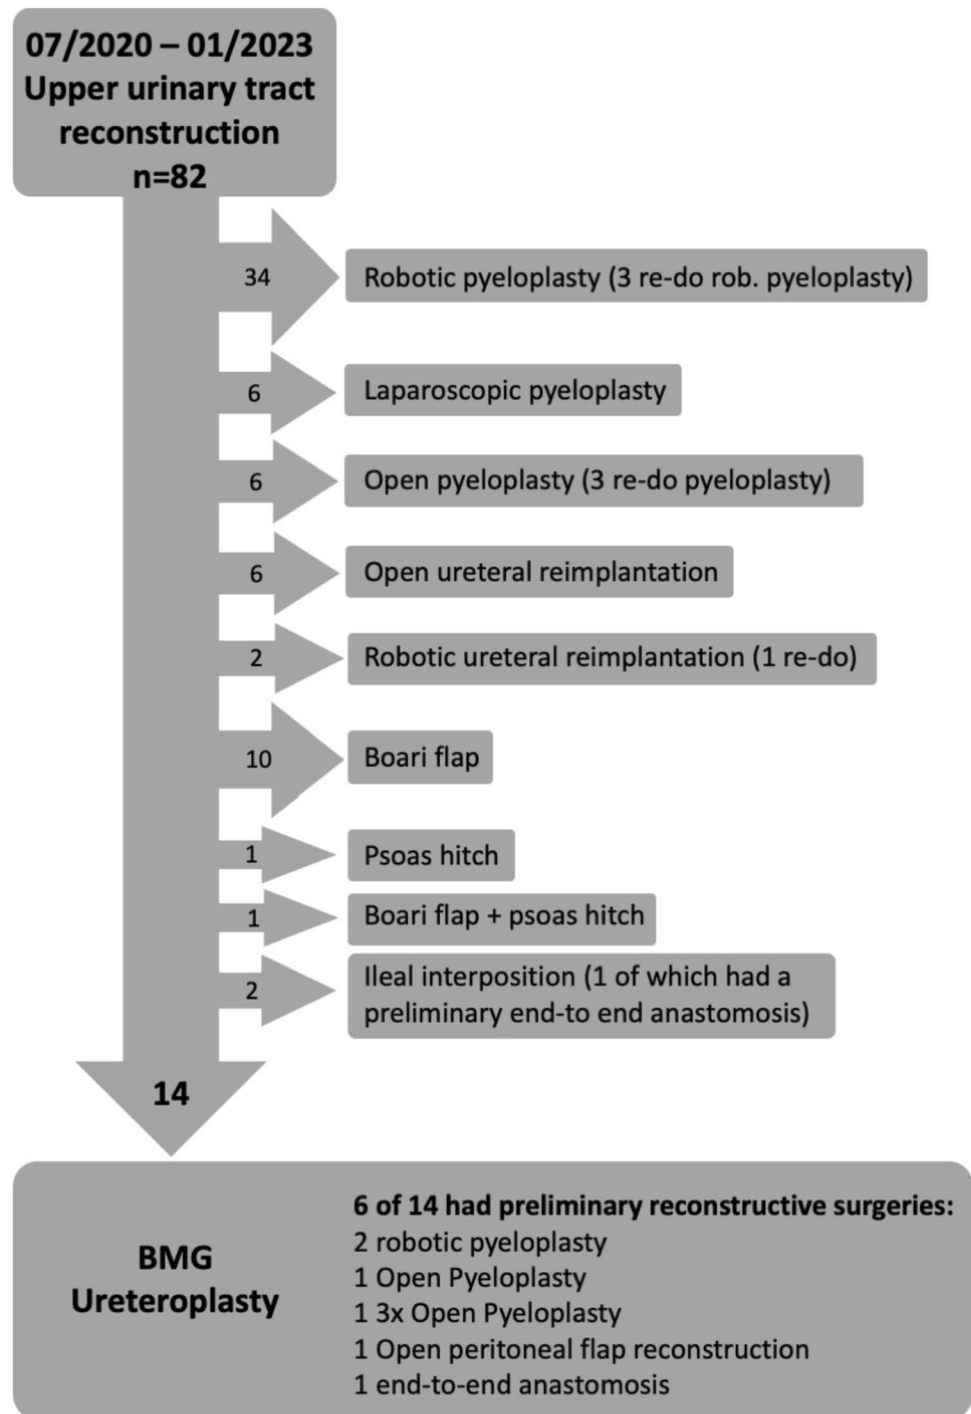 07/2020 – 01/2023
Upper urinary tract
reconstruction
n=82
34
Robotic pyeloplasty (3 re-do rob. pyeloplasty)
6
Laparoscopic pyeloplasty
6
Open pyeloplasty (3 re-do pyeloplasty)
6
Open ureteral reimplantation
2
Robotic ureteral reimplantation (1 re-do)
10
Boari flap
1
Psoas hitch
1
Boari flap + psoas hitch
2
Ileal interposition (1 of which had a
preliminary end-to end anastomosis)
14
BMG
Ureteroplasty
6 of 14 had preliminary reconstructive surgeries:
2 robotic pyeloplasty
1 Open Pyeloplasty
1 3x Open Pyeloplasty
1 Open peritoneal flap reconstruction
1 end-to-end anastomosis